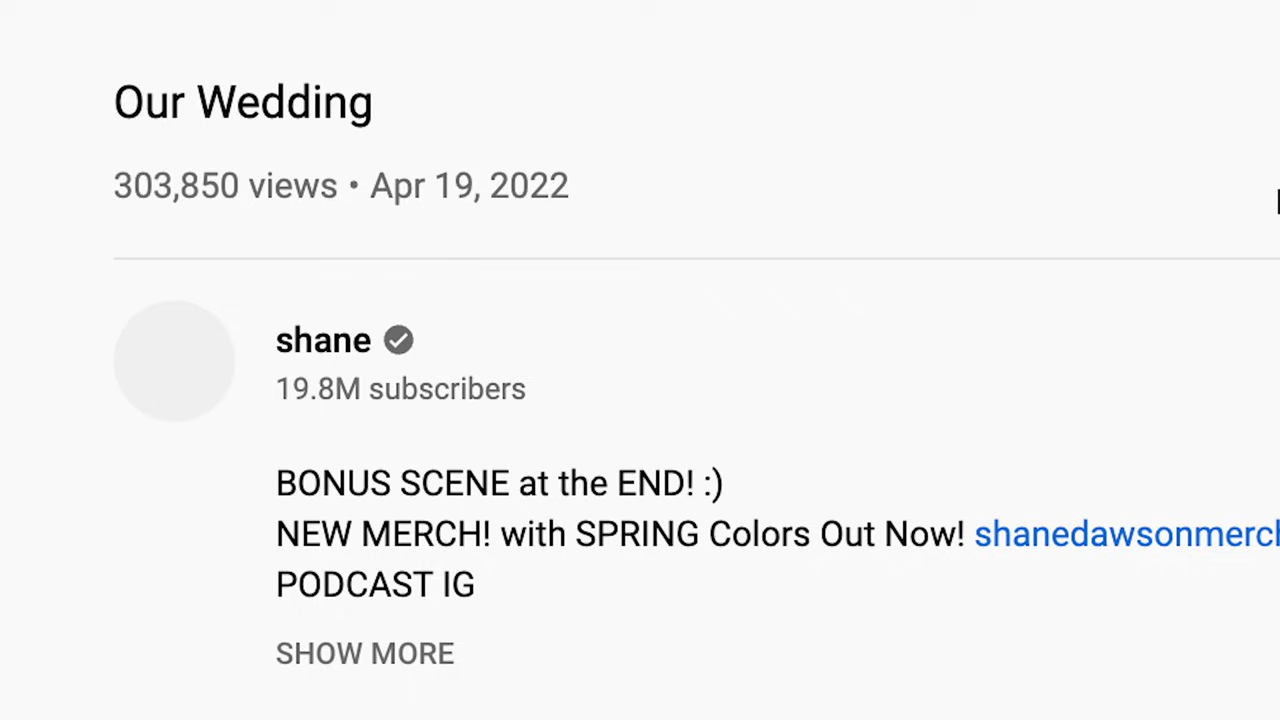 Our Wedding
303,850 views • Apr 19, 2022
shane
19.8M subscribers
BONUS SCENE at the END! :)
NEW MERCH! with SPRING Colors Out Now! shanedawsonmerch
PODCAST IG
SHOW MORE